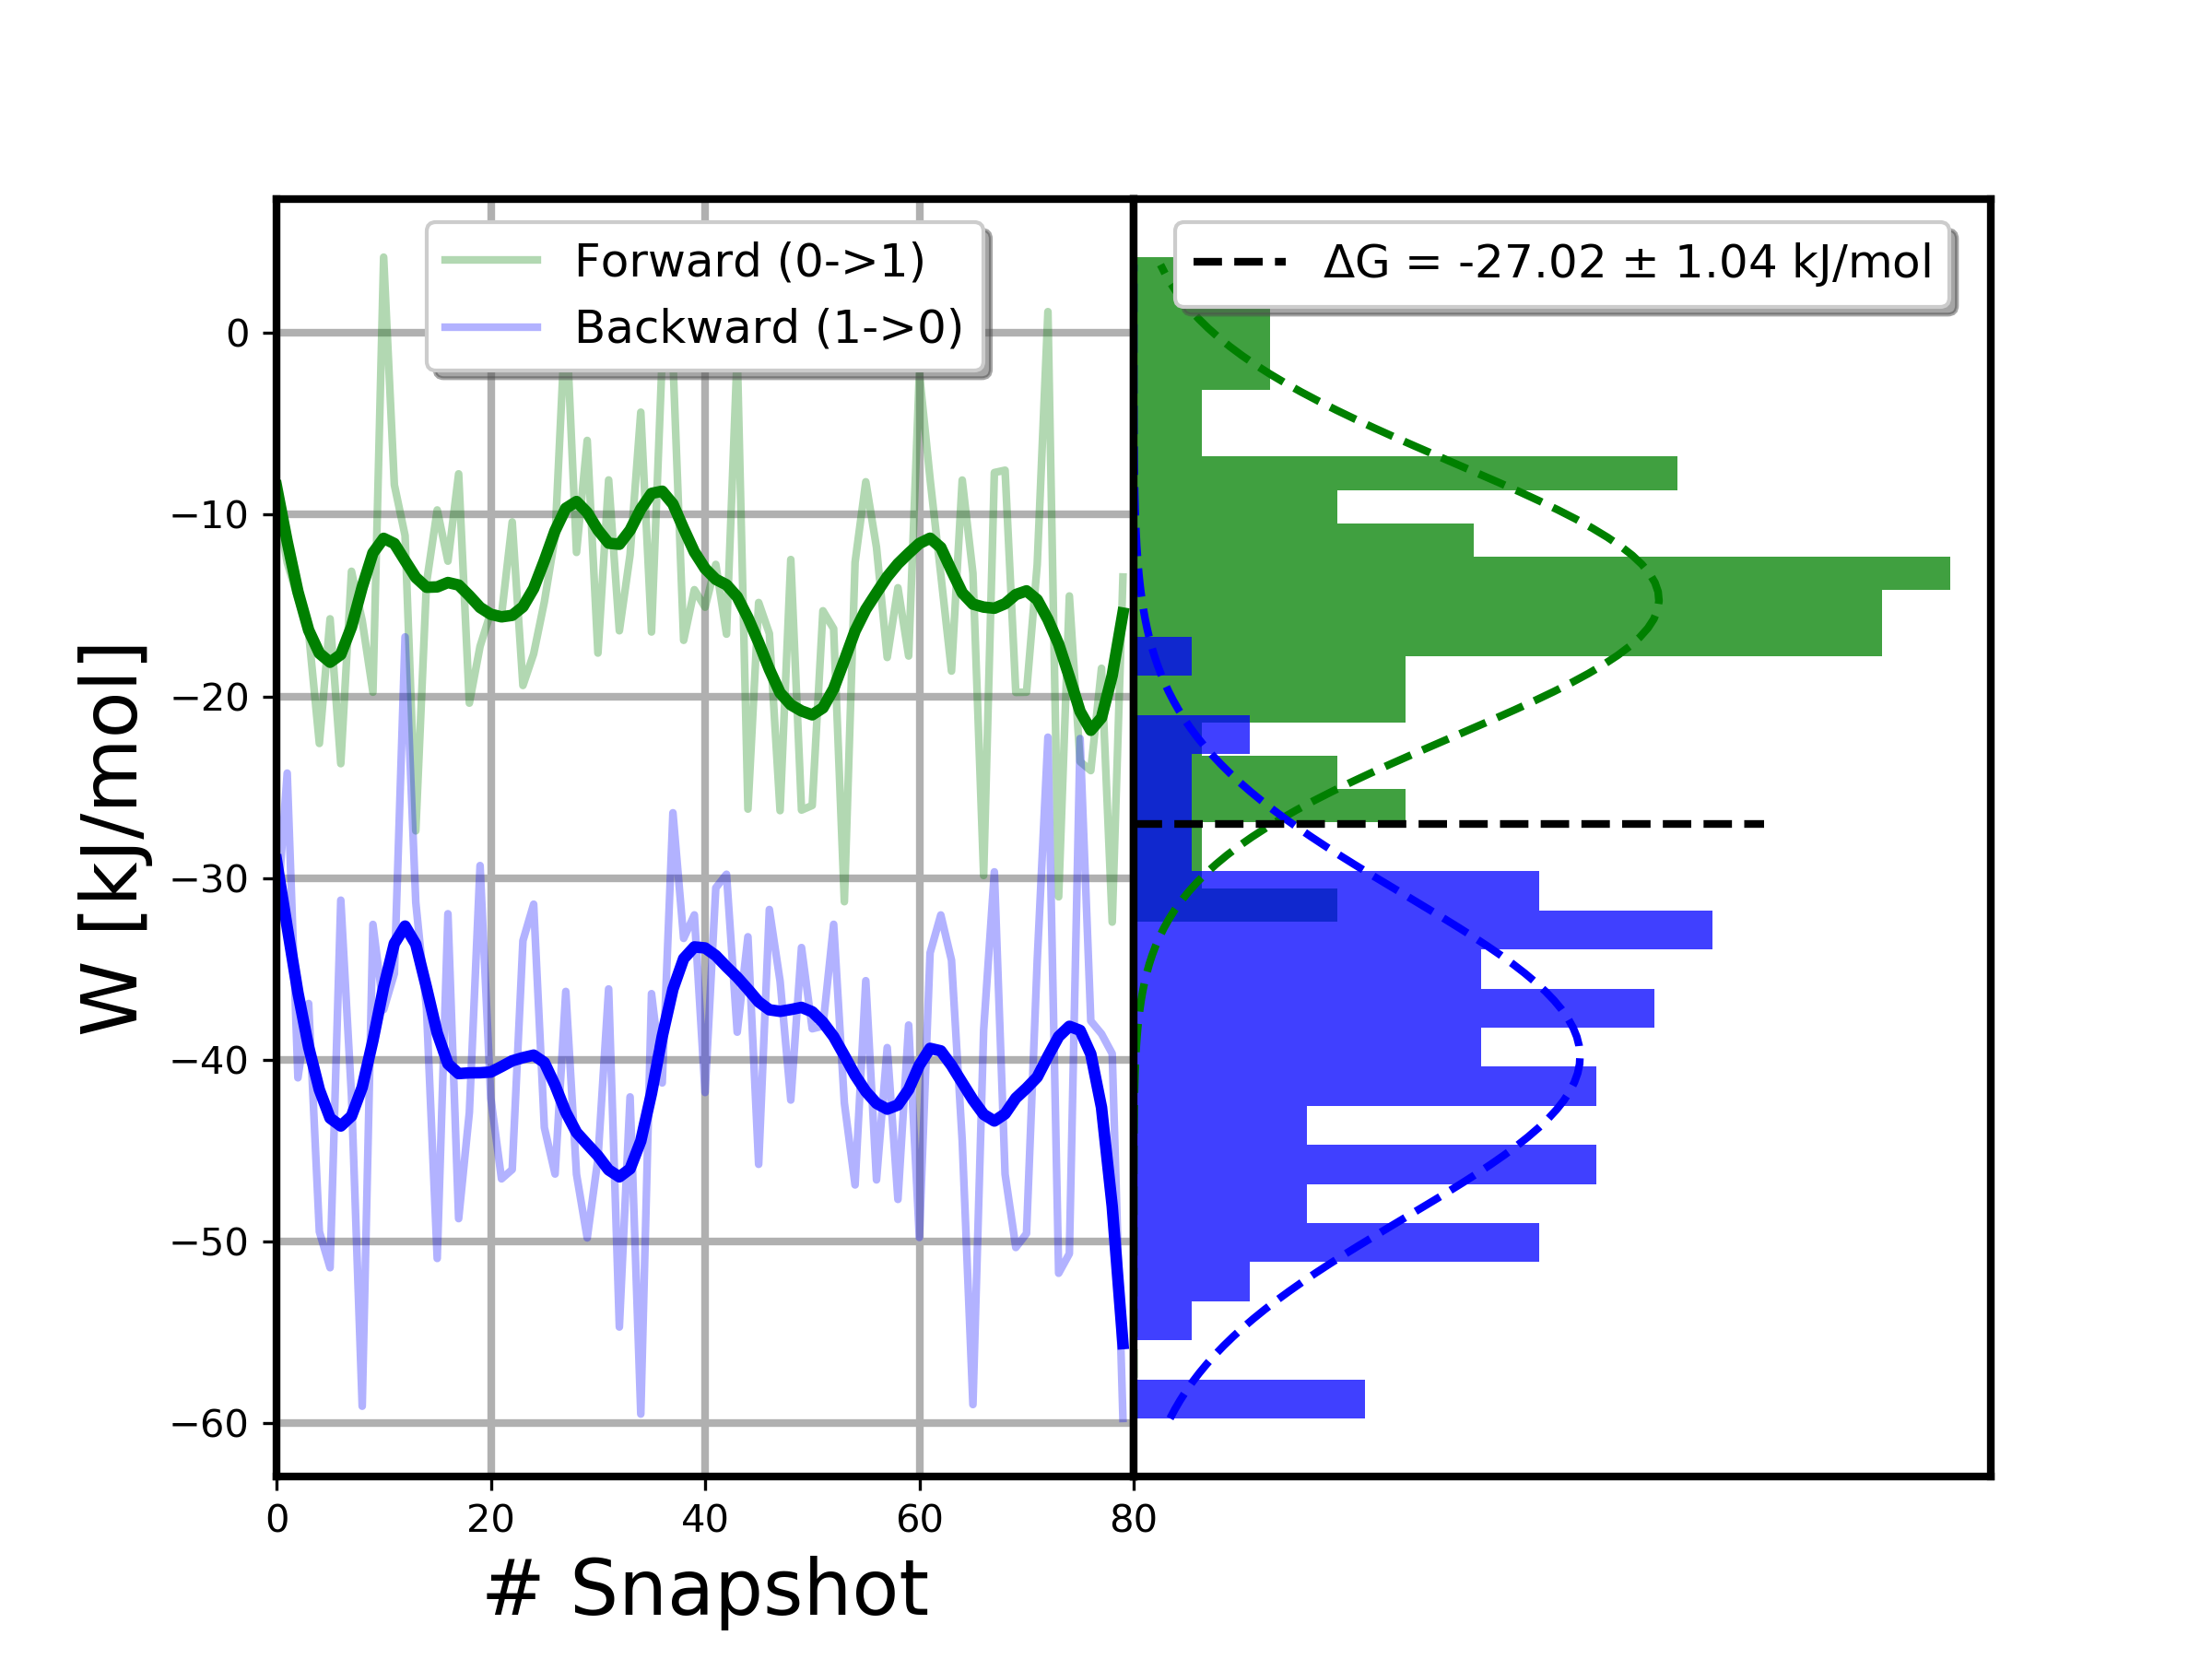 Forward (0->1)
Backward (1->0)
ΔG = -27.02 ± 1.04 kJ/mol
W [kJ/mol]
0
−10
−20
−30
−40
−50
−60
0 20 40 60 80
# Snapshot